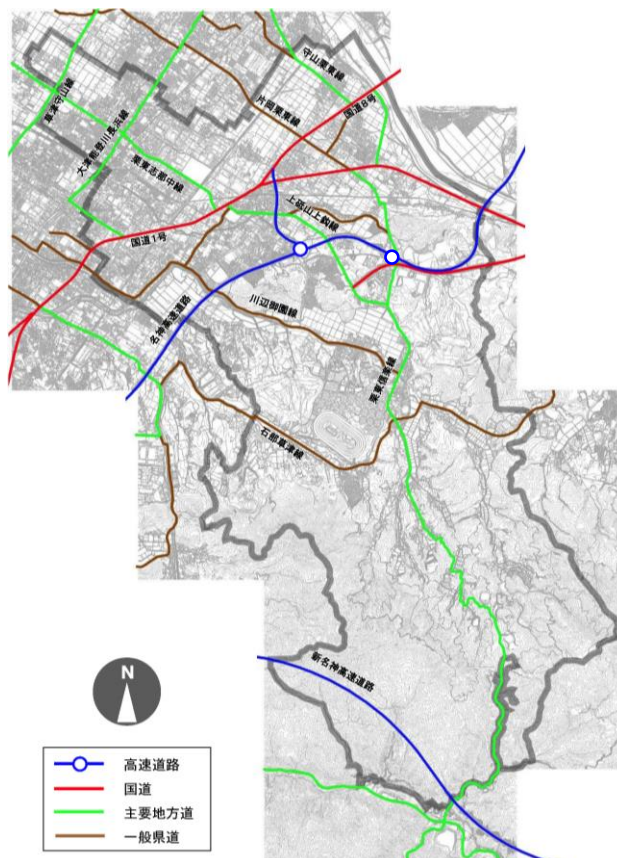 守山栗東線
草津守山線
片岡栗東線
国道8号
大津能登川長浜線
栗東志那中線
上砥山上鈎線
国道1号
名神高速道路
川辺御園線
栗東信楽線
石部草津線
新名神高速道路
N
高速道路
国道
主要地方道
一般県道